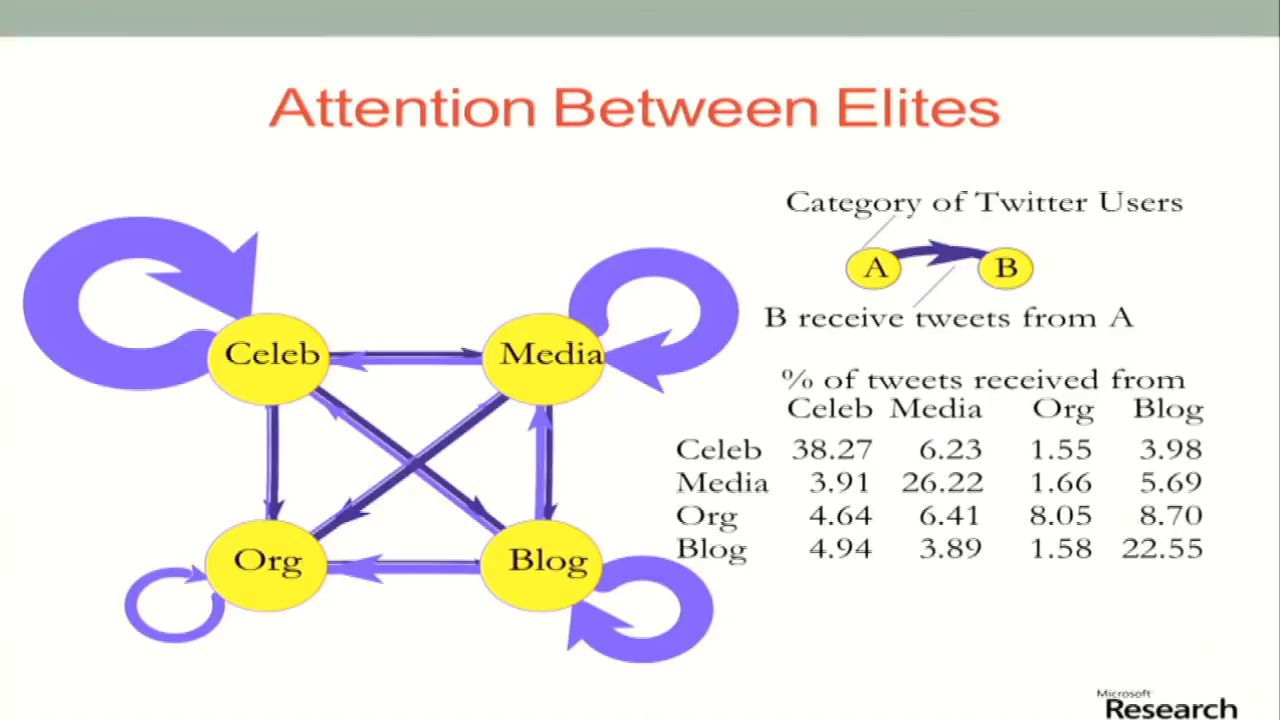 Attention Between Elites
Category of Twitter Users
A
B
B receive tweets from A
Celeb
Media
Org
Blog
% of tweets received from
Celeb Media Org Blog
Celeb 38.27 6.23 1.55 3.98
Media 3.91 26.22 1.66 5.69
Org 4.64 6.41 8.05 8.70
Blog 4.94 3.89 1.58 22.55
Microsoft
Research